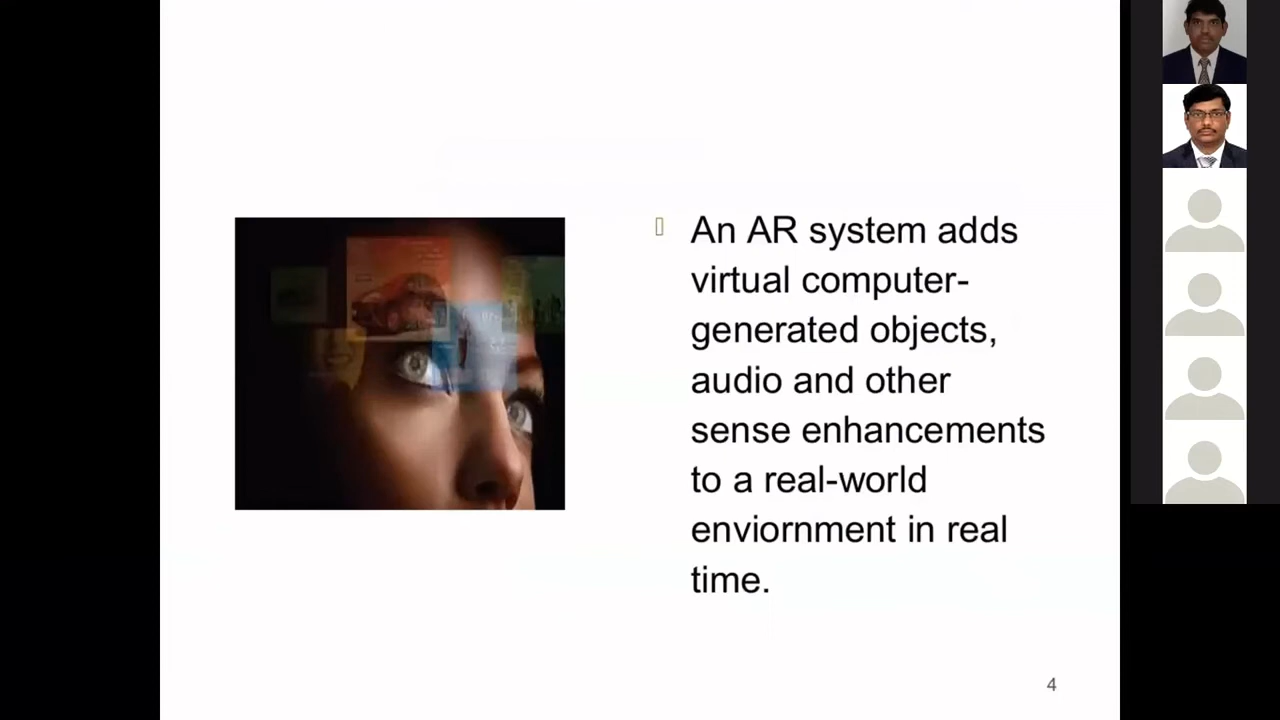 An AR system adds
virtual computer-
generated objects,
audio and other
sense enhancements
to a real-world
enviornment in real
time.
4